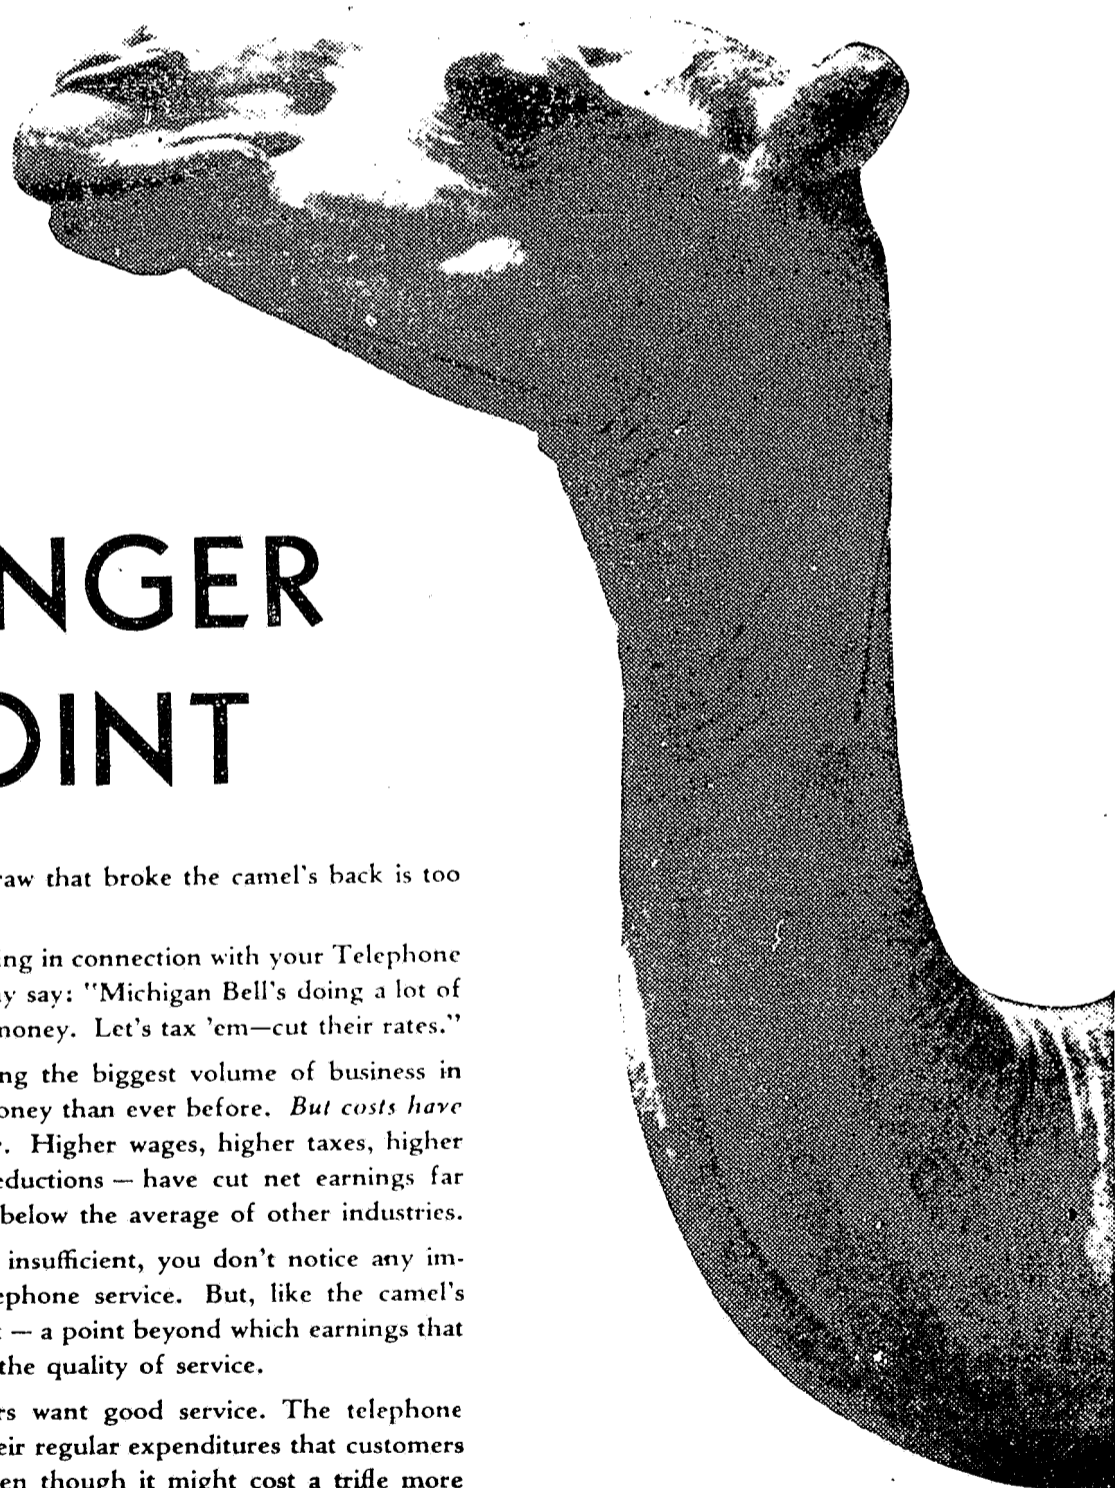 NGER
OINT
raw that broke the camel's back is too
ing in connection with your Telephone
y say: "Michigan Bell's doing a lot of
money. Let's tax 'em—cut their rates."
ng the biggest volume of business in
oney than ever before. But costs have
. Higher wages, higher taxes, higher
eductions — have cut net earnings far
below the average of other industries.
insufficient, you don't notice any im-
ephone service. But, like the camel's
— a point beyond which earnings that
the quality of service.
rs want good service. The telephone
eir regular expenditures that customers
en though it might cost a trifle more